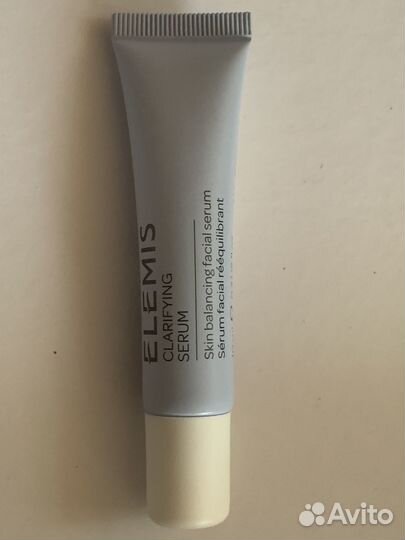 ELEMIS
CLARIFYING
SERUM
Skin balancing facial serum
Sérum facial rééquilibrant
Avito